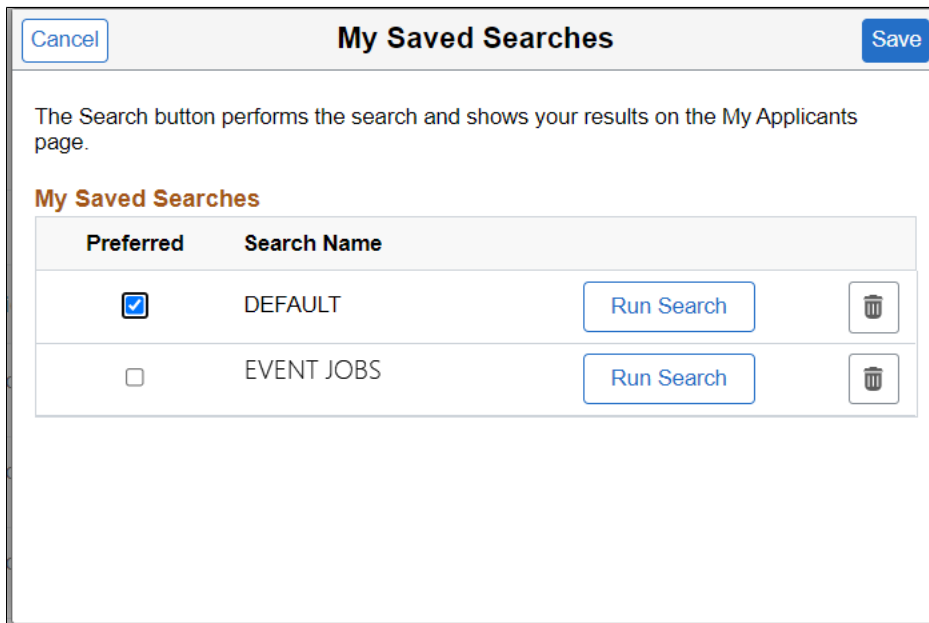 Cancel My Saved Searches Save
The Search button performs the search and shows your results on the My Applicants
page.
My Saved Searches
Preferred Search Name
DEFAULT Run Search
EVENT JOBS Run Search